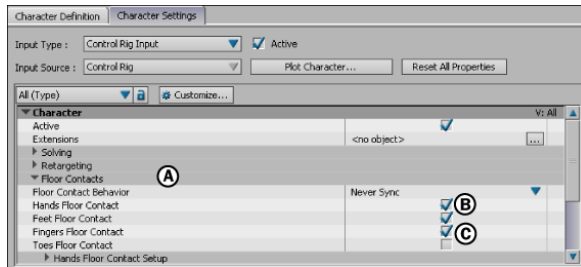 Character Definition Character Settings
Input Type : Control Rig Input Active
Input Source : Control Rig Plot Character... Reset All Properties
All (Type) Customize...
Character V: All
Active
Extensions <no object> ...
Solving
Retargeting
Floor Contacts A
Floor Contact Behavior Never Sync
Hands Floor Contact B
Feet Floor Contact
Fingers Floor Contact C
Toes Floor Contact
Hands Floor Contact Setup